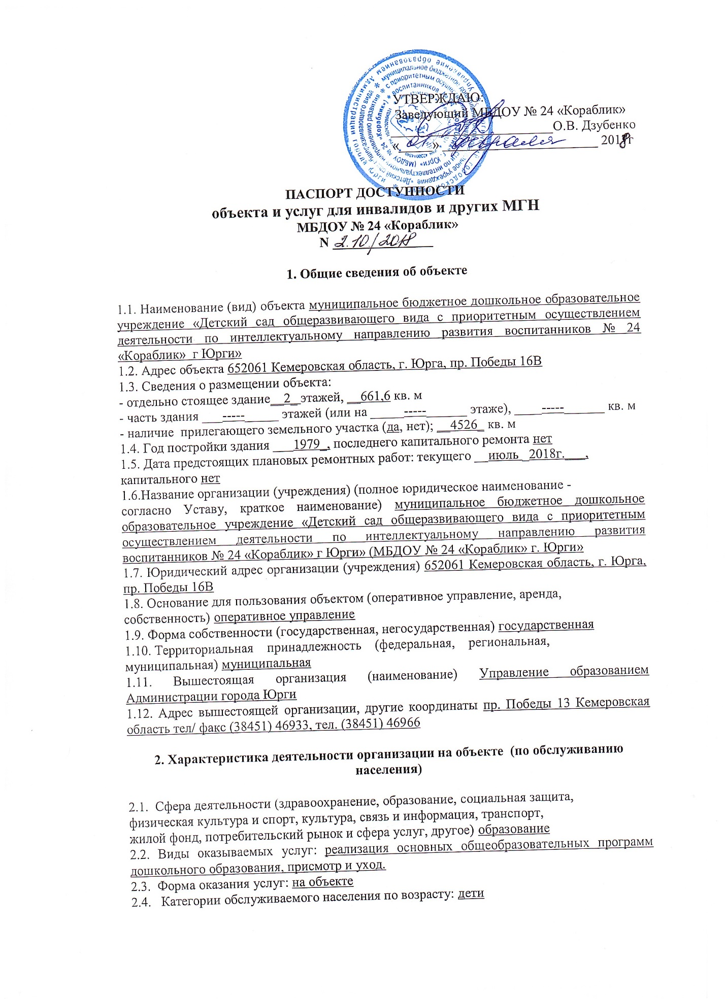 УТВЕРЖДАЮ:
Заведующий МБДОУ № 24 «Кораблик»
О.В. Дзубенко
«__»__февраля__ 2018г
ПАСПОРТ ДОСТУПНОСТИ
объекта и услуг для инвалидов и других МГН
МБДОУ № 24 «Кораблик»
N 2.10/2018
1. Общие сведения об объекте
1.1. Наименование (вид) объекта муниципальное бюджетное дошкольное образовательное
учреждение «Детский сад общеразвивающего вида с приоритетным осуществлением
деятельности по интеллектуальному направлению развития воспитанников № 24
«Кораблик» г Юрги»
1.2. Адрес объекта 652061 Кемеровская область, г. Юрга, пр. Победы 16В
1.3. Сведения о размещении объекта:
- отдельно стоящее здание__2__этажей, __661,6 кв. м
- часть здания ___-----_____ этажей (или на _____-----______ этаже), ____-----______ кв. м
- наличие прилегающего земельного участка (да, нет); __4526_ кв. м
1.4. Год постройки здания ___1979_, последнего капитального ремонта нет
1.5. Дата предстоящих плановых ремонтных работ: текущего __июль_2018г.___,
капитального нет
1.6.Название организации (учреждения) (полное юридическое наименование -
согласно Уставу, краткое наименование) муниципальное бюджетное дошкольное
образовательное учреждение «Детский сад общеразвивающего вида с приоритетным
осуществлением деятельности по интеллектуальному направлению развития
воспитанников № 24 «Кораблик» г Юрги» (МБДОУ № 24 «Кораблик» г. Юрги»
1.7. Юридический адрес организации (учреждения) 652061 Кемеровская область, г. Юрга,
пр. Победы 16В
1.8. Основание для пользования объектом (оперативное управление, аренда,
собственность) оперативное управление
1.9. Форма собственности (государственная, негосударственная) государственная
1.10. Территориальная принадлежность (федеральная, региональная,
муниципальная) муниципальная
1.11. Вышестоящая организация (наименование) Управление образованием
Администрации города Юрги
1.12. Адрес вышестоящей организации, другие координаты пр. Победы 13 Кемеровская
область тел/ факс (38451) 46933, тел. (38451) 46966
2. Характеристика деятельности организации на объекте (по обслуживанию
населения)
2.1. Сфера деятельности (здравоохранение, образование, социальная защита,
физическая культура и спорт, культура, связь и информация, транспорт,
жилой фонд, потребительский рынок и сфера услуг, другое) образование
2.2. Виды оказываемых услуг: реализация основных общеобразовательных программ
дошкольного образования, присмотр и уход.
2.3. Форма оказания услуг: на объекте
2.4. Категории обслуживаемого населения по возрасту: дети